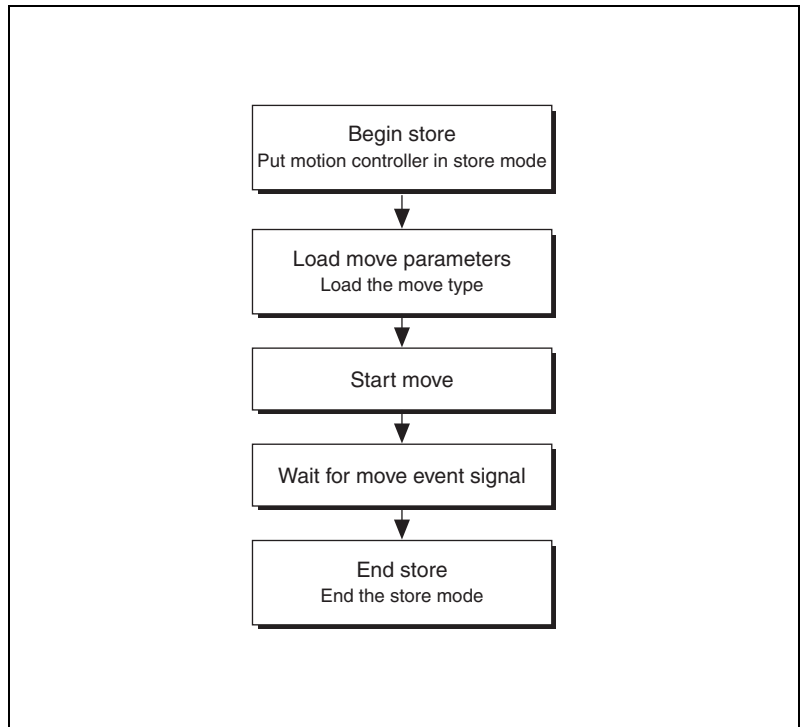 Begin store
Put motion controller in store mode
Load move parameters
Load the move type
Start move
Wait for move event signal
End store
End the store mode